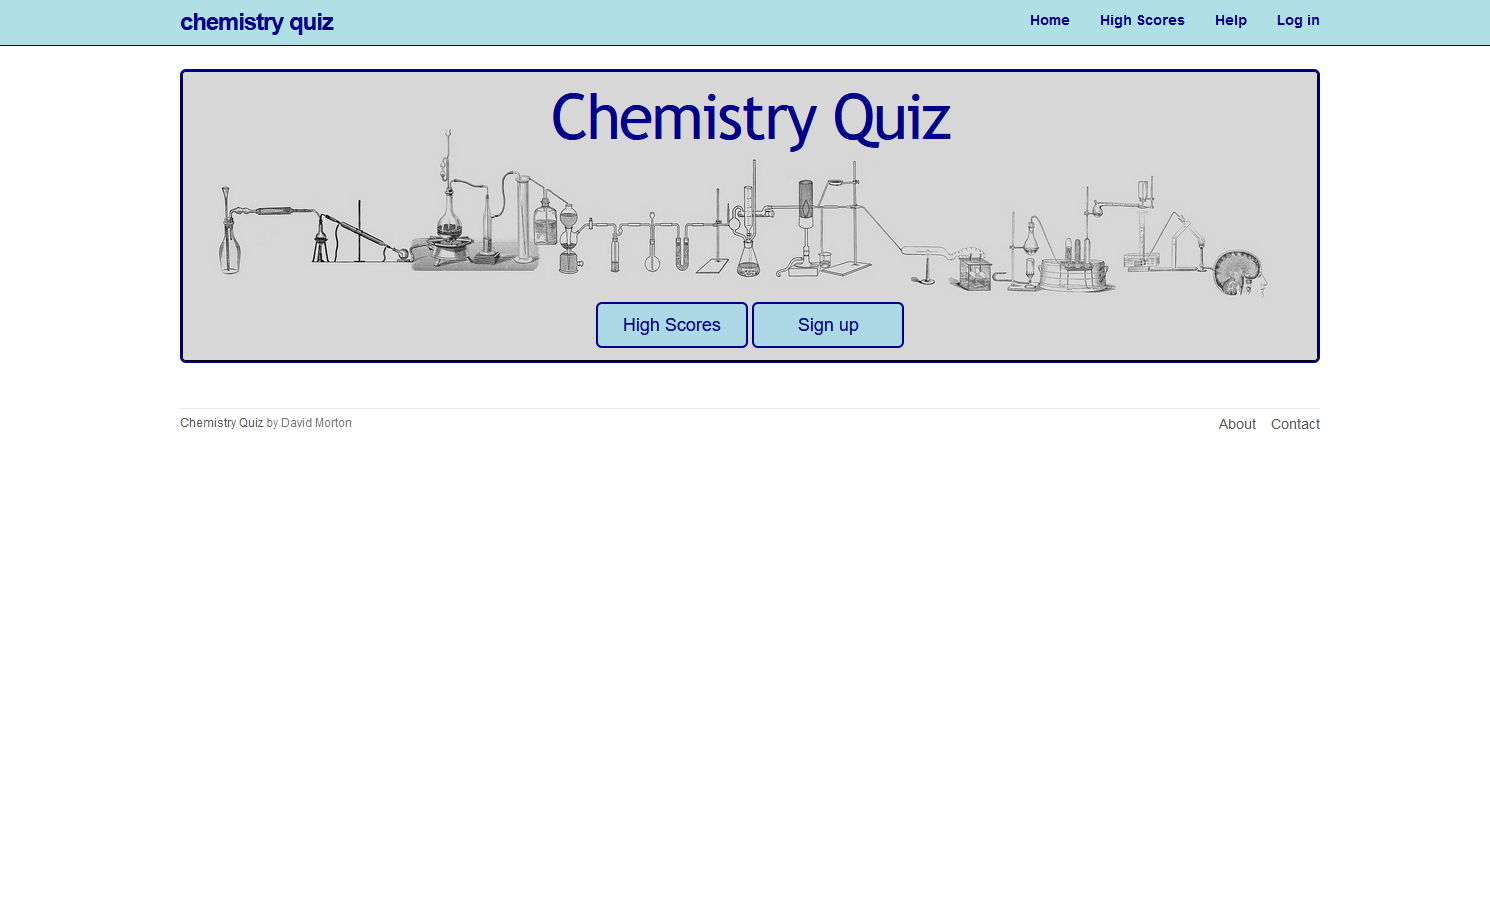 chemistry quiz
Home High Scores Help Log in
Chemistry Quiz
High Scores Sign up
Chemistry Quiz by David Morton
About Contact